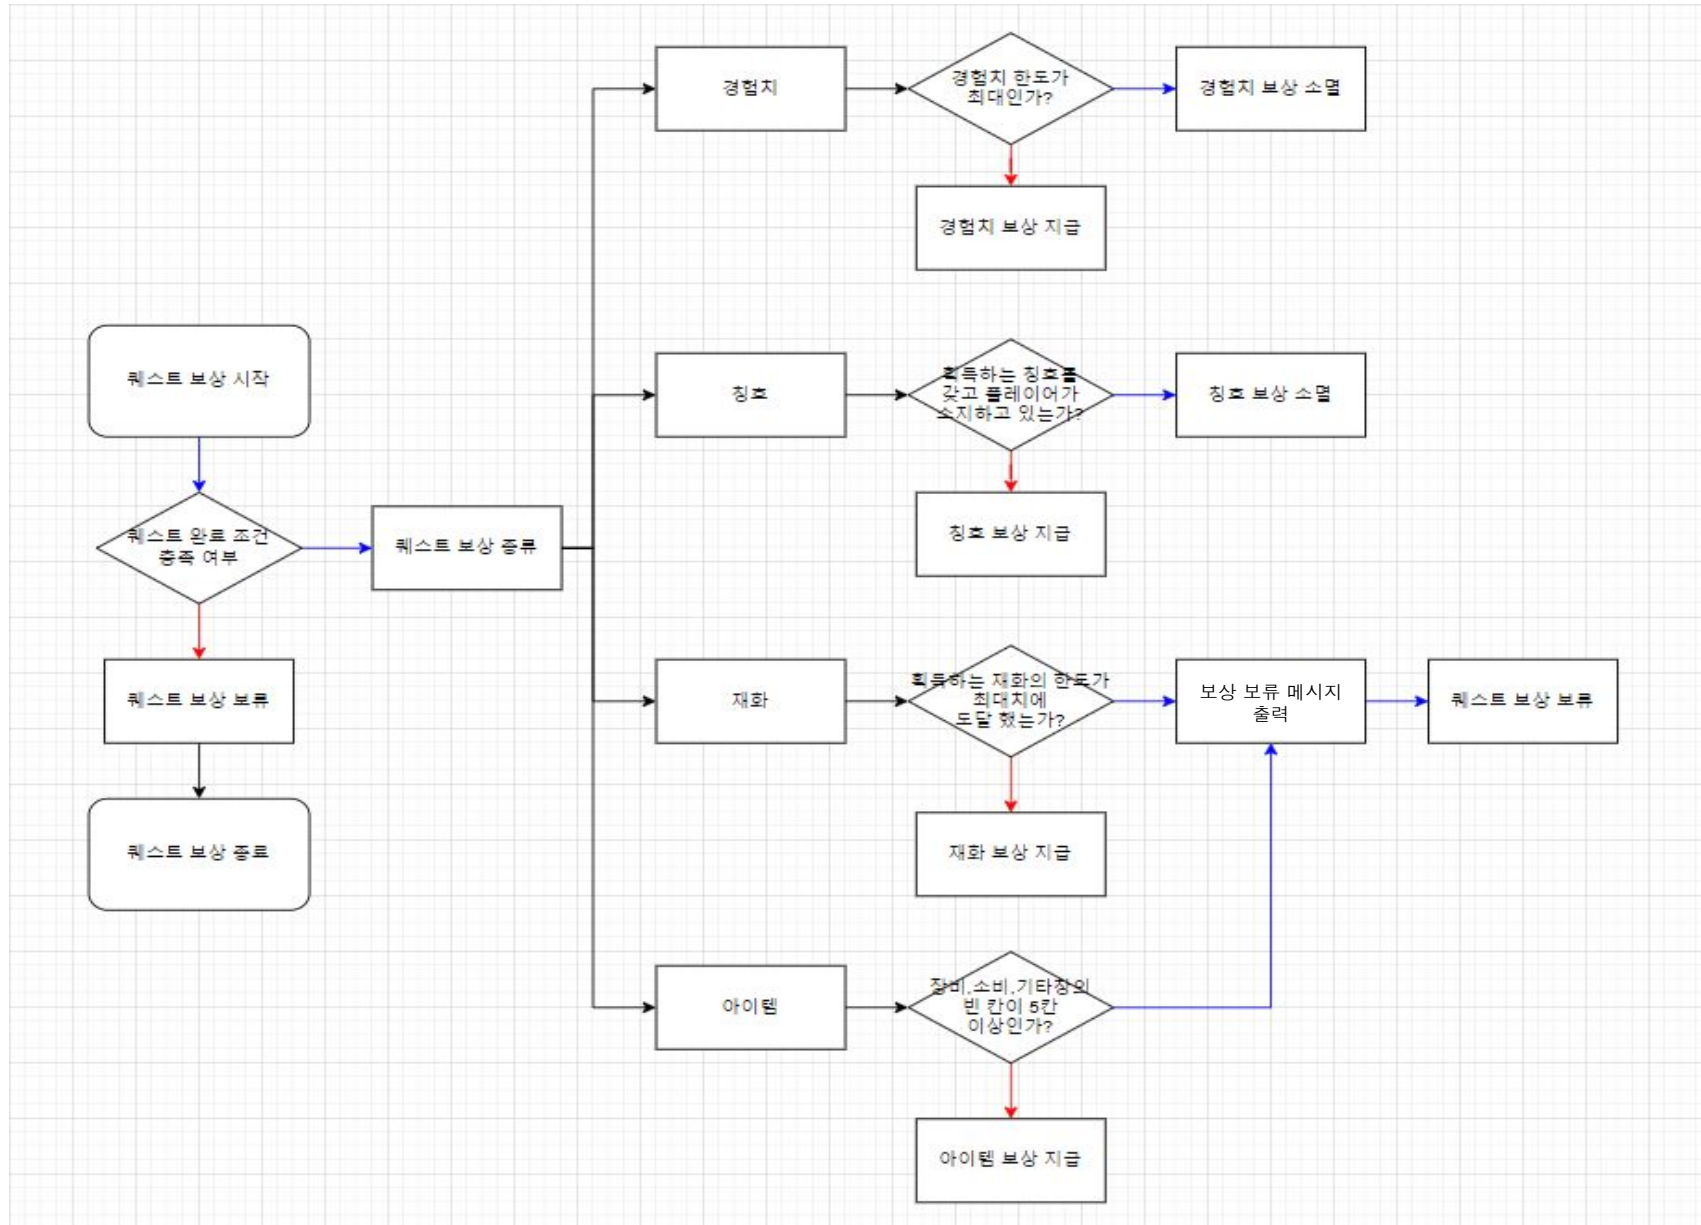 경험치
경험치 한도가
최대인가?
경험치 보상 소멸
경험치 보상 지급
퀘스트 보상 시작
칭호
획득하는 칭호를
갖고 플레이어가
소지하고 있는가?
칭호 보상 소멸
퀘스트 완료 조건
충족 여부
퀘스트 보상 종류
칭호 보상 지급
퀘스트 보상 보류
재화
획득하는 재화의 한도가
최대치에
도달 했는가?
보상 보류 메시지
출력
퀘스트 보상 보류
퀘스트 보상 종료
재화 보상 지급
아이템
장비,소비,기타창의
빈 칸이 5칸
이상인가?
아이템 보상 지급